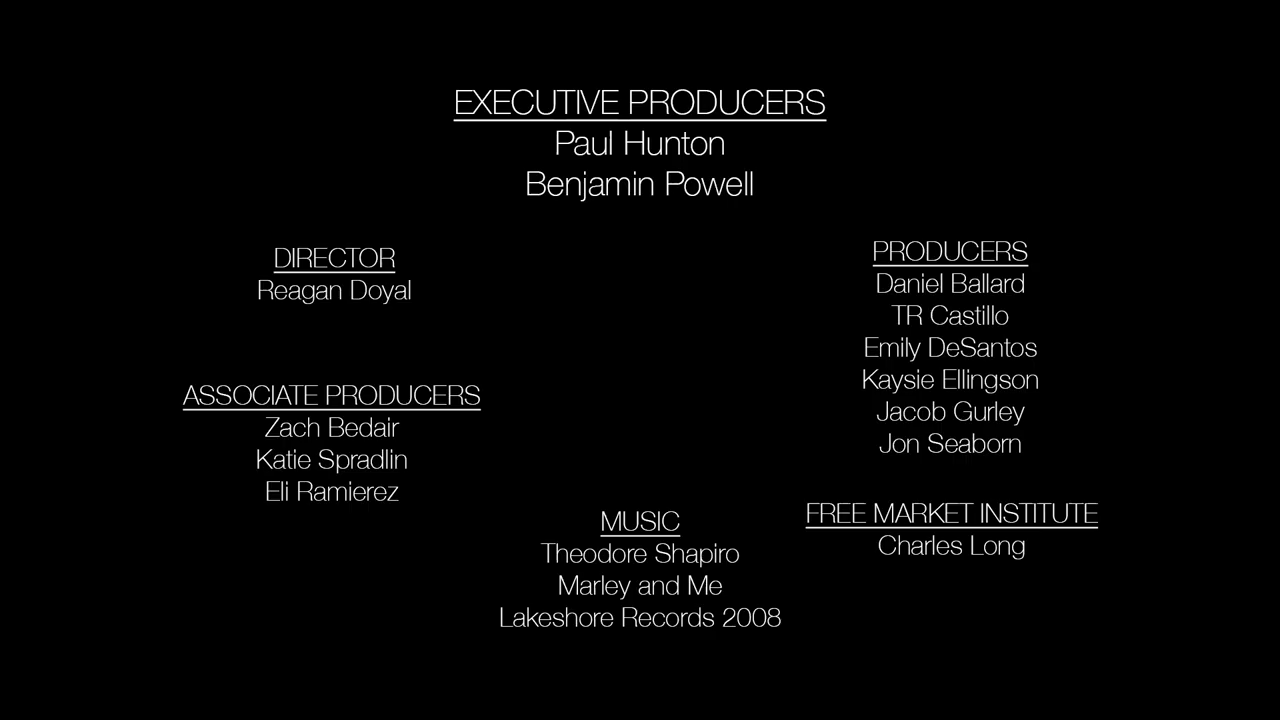 EXECUTIVE PRODUCERS
Paul Hunton
Benjamin Powell
DIRECTOR
Reagan Doyal
ASSOCIATE PRODUCERS
Zach Bedair
Katie Spradlin
Eli Ramierez
PRODUCERS
Daniel Ballard
TR Castillo
Emily DeSantos
Kaysie Ellingson
Jacob Gurley
Jon Seaborn
MUSIC
Theodore Shapiro
Marley and Me
Lakeshore Records 2008
FREE MARKET INSTITUTE
Charles Long